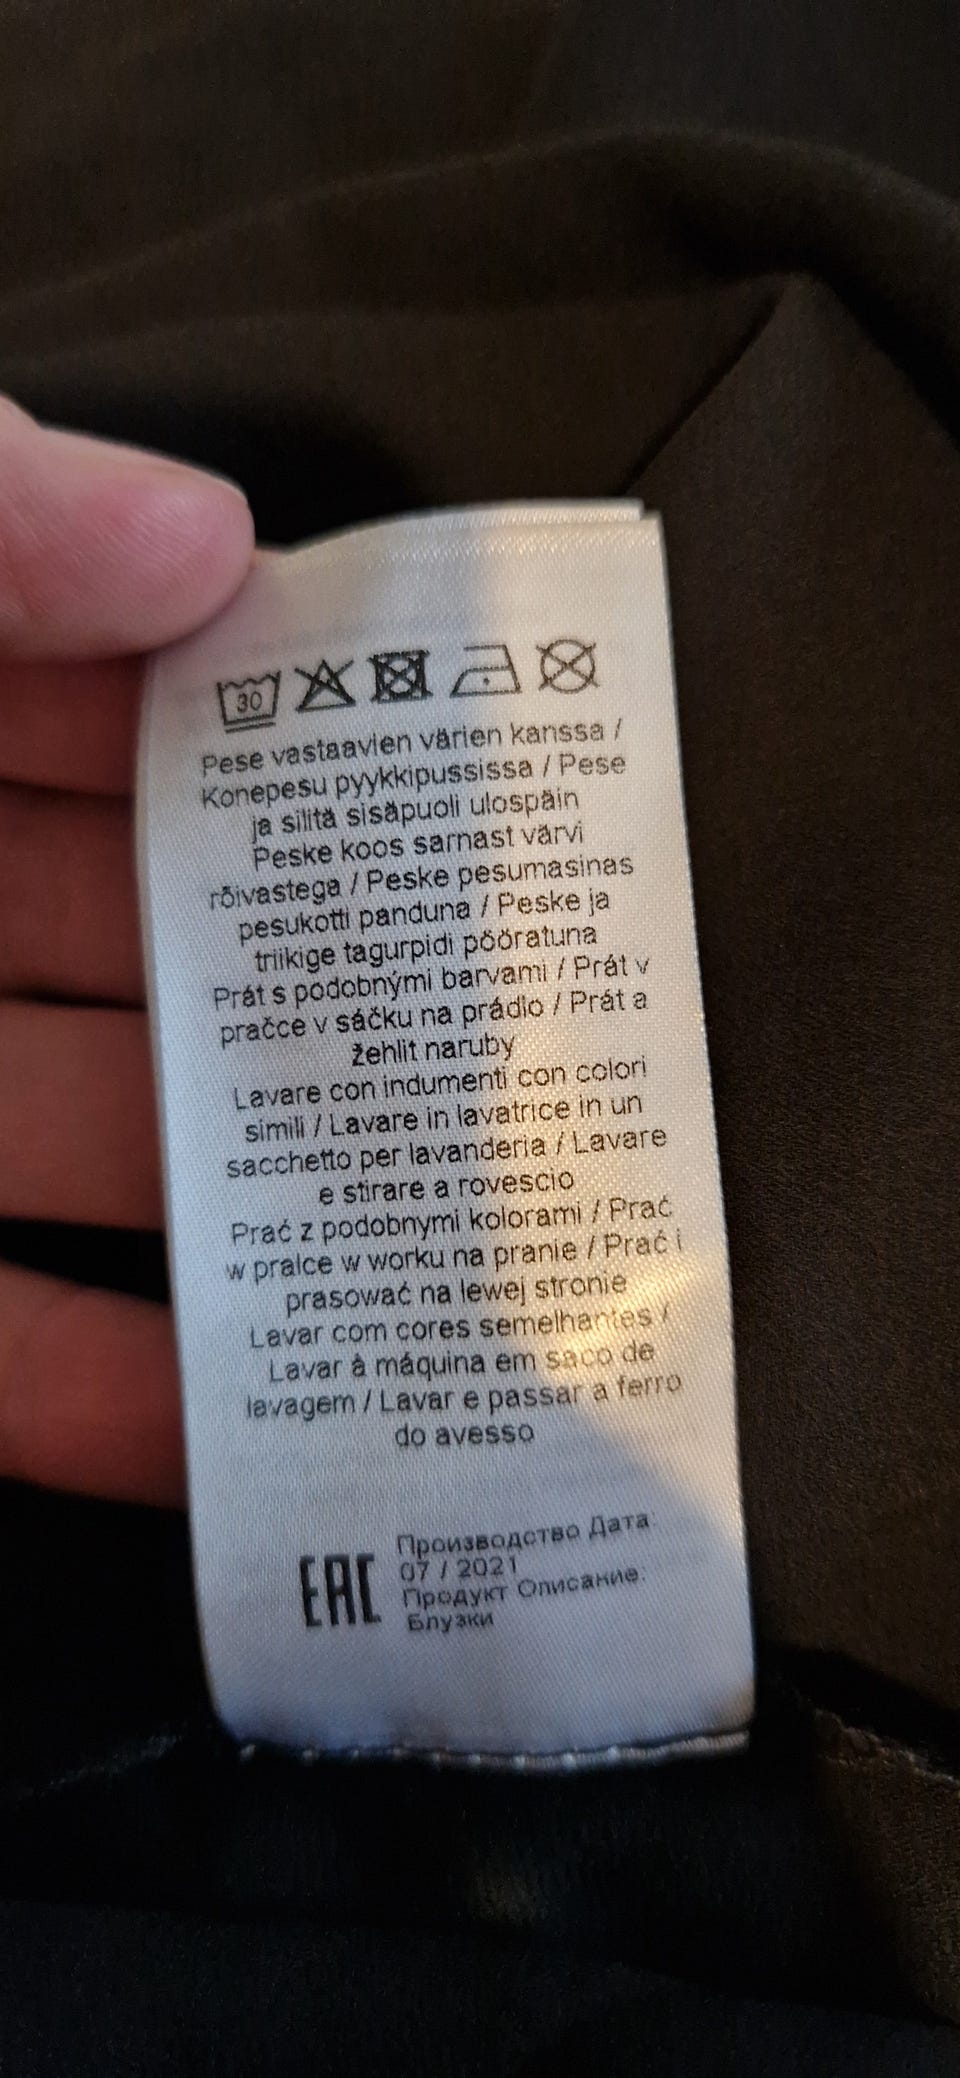 30
Pese vastaavien värien kanssa /
Konepesu pyykkipussissa / Pese
ja silitä sisäpuoli ulospäin
Peske koos sarnast värvi
rõivastega / Peske pesumasinas
pesukotti panduna / Peske ja
triikige tagurpidi pööratuna
Prát s podobnými barvami / Prát v
pračce v sáčku na prádlo / Prát a
žehlit naruby
Lavare con indumenti con colori
simili / Lavare in lavatrice in un
sacchetto per lavanderia / Lavare
e stirare a rovescio
Prać z podobnymi kolorami / Prać
w pralce w worku na pranie / Prać i
prasować na lewej stronie
Lavar com cores semelhantes /
Lavar à máquina em saco de
lavagem / Lavar e passar a ferro
do avesso
EAC
Производство Дата:
07 / 2021
Продукт Описание:
Блузки